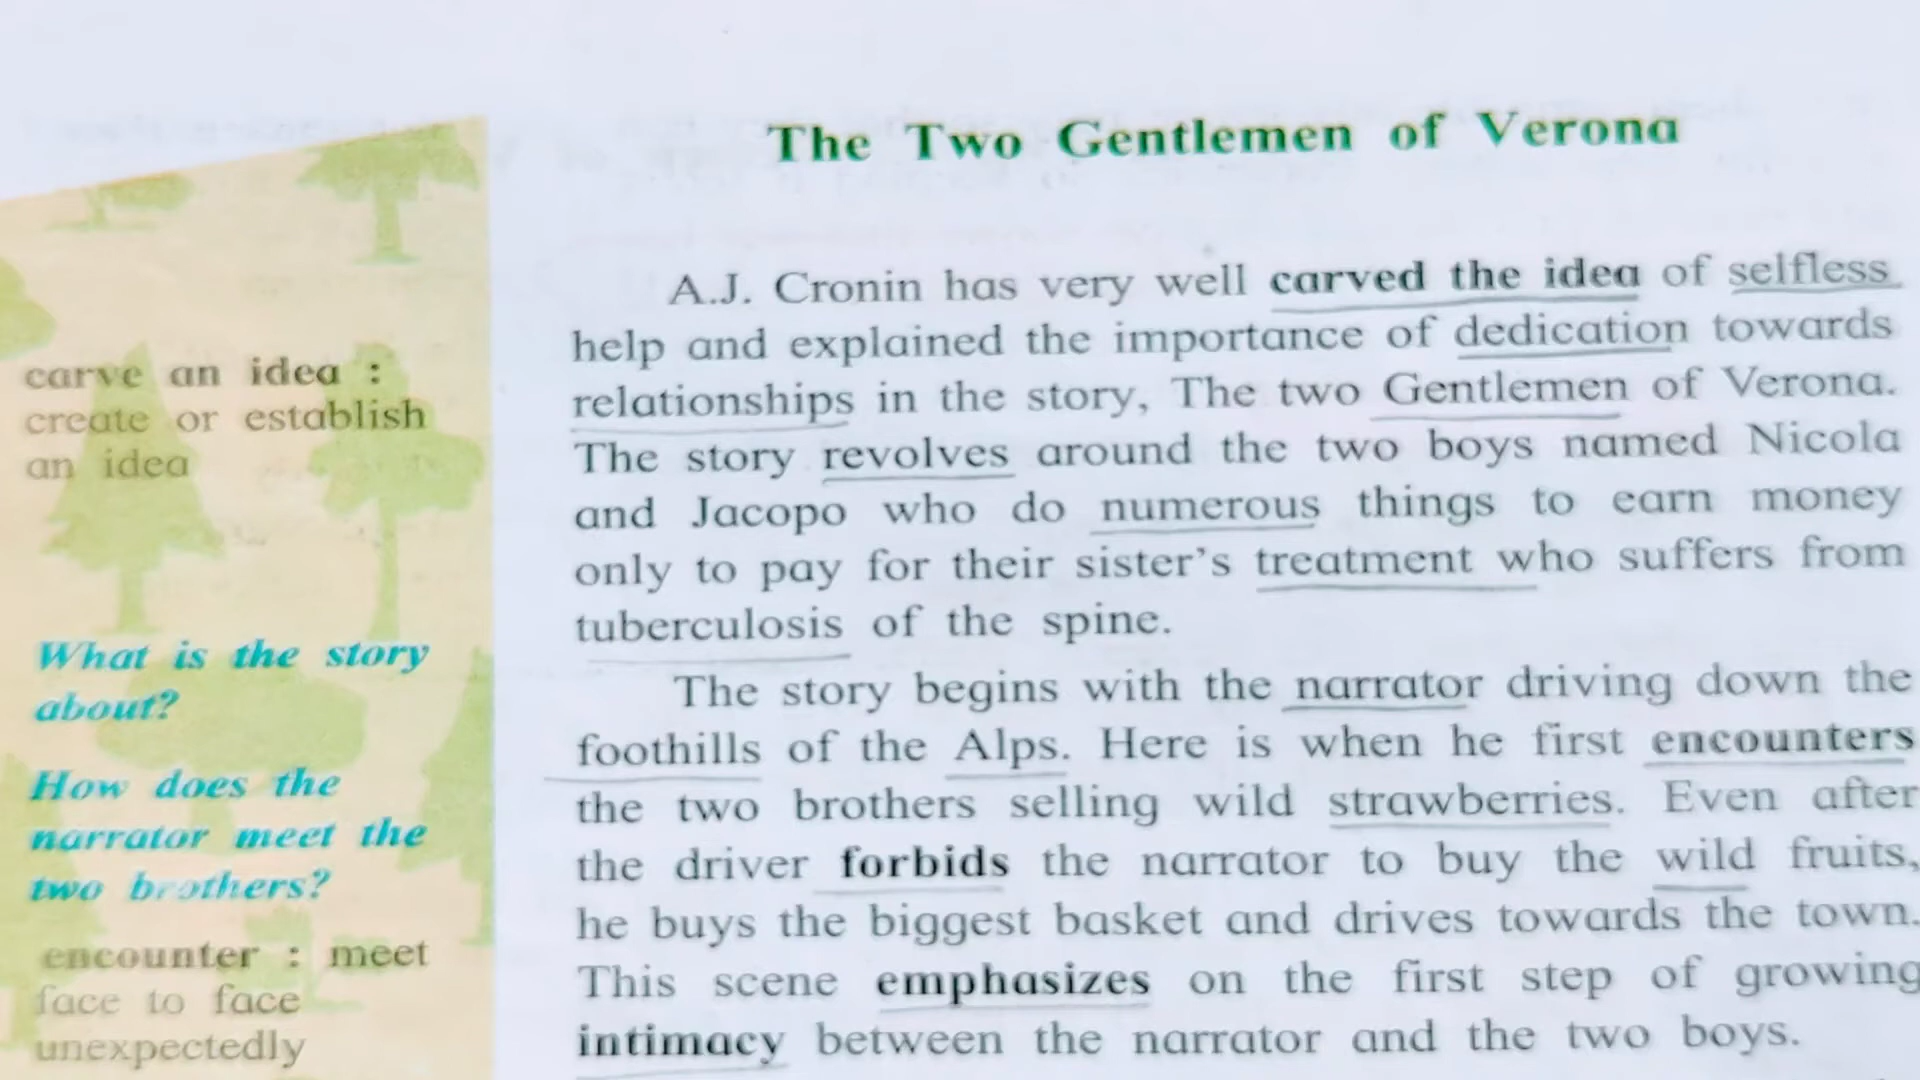 The Two Gentlemen of Verona
A.J. Cronin has very well carved the idea of selfless
help and explained the importance of dedication towards
relationships in the story, The two Gentlemen of Verona.
The story revolves around the two boys named Nicola
and Jacopo who do numerous things to earn money
only to pay for their sister's treatment who suffers from
tuberculosis of the spine.
The story begins with the narrator driving down the
foothills of the Alps. Here is when he first encounters
the two brothers selling wild strawberries. Even after
the driver forbids the narrator to buy the wild fruits,
he buys the biggest basket and drives towards the town.
This scene emphasizes on the first step of growing
intimacy between the narrator and the two boys.
carve an idea :
create or establish
an idea
What is the story
about?
How does the
narrator meet the
two brothers?
encounter : meet
face to face
unexpectedly